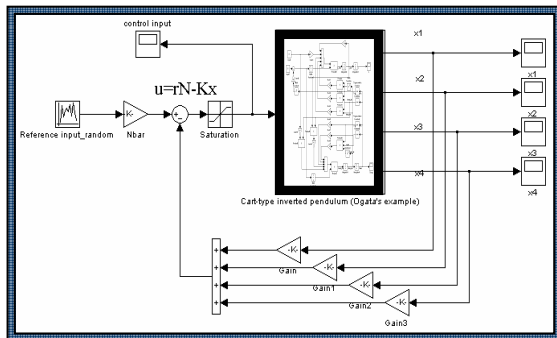 control input
x1
u=rN-Kx
x1
x2
-K-
Reference input_random
Nbar
Saturation
x2
x3
x3
x4
Cart-type inverted pendulum (Ogata's example)
x4
-K-
Gain
-K-
Gain1
-K-
Gain2
-K-
Gain3